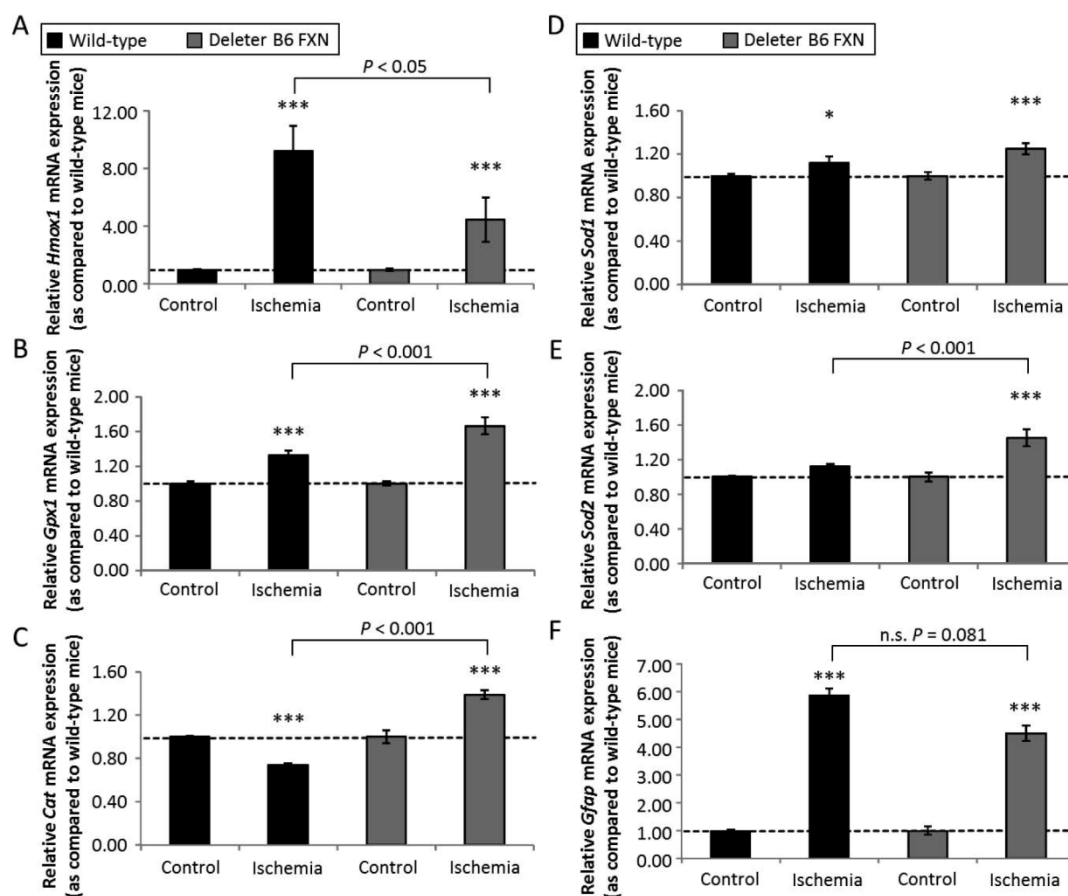 A
Wild-type Deleter B6 FXN
P < 0.05
Relative Hmox1 mRNA expression
(as compared to wild-type mice)
12.00
8.00
4.00
0.00
***
***
Control Ischemia Control Ischemia
B
P < 0.001
Relative Gpx1 mRNA expression
(as compared to wild-type mice)
2.00
1.60
1.20
0.80
0.40
0.00
***
***
Control Ischemia Control Ischemia
C
P < 0.001
Relative Cat mRNA expression
(as compared to wild-type mice)
1.60
1.20
0.80
0.40
0.00
***
***
Control Ischemia Control Ischemia
D
Wild-type Deleter B6 FXN
Relative Sod1 mRNA expression
(as compared to wild-type mice)
1.60
1.20
0.80
0.40
0.00
*
***
Control Ischemia Control Ischemia
E
P < 0.001
Relative Sod2 mRNA expression
(as compared to wild-type mice)
2.00
1.60
1.20
0.80
0.40
0.00
***
Control Ischemia Control Ischemia
F
n.s. P = 0.081
Relative Gfap mRNA expression
(as compared to wild-type mice)
7.00
6.00
5.00
4.00
3.00
2.00
1.00
0.00
***
***
Control Ischemia Control Ischemia